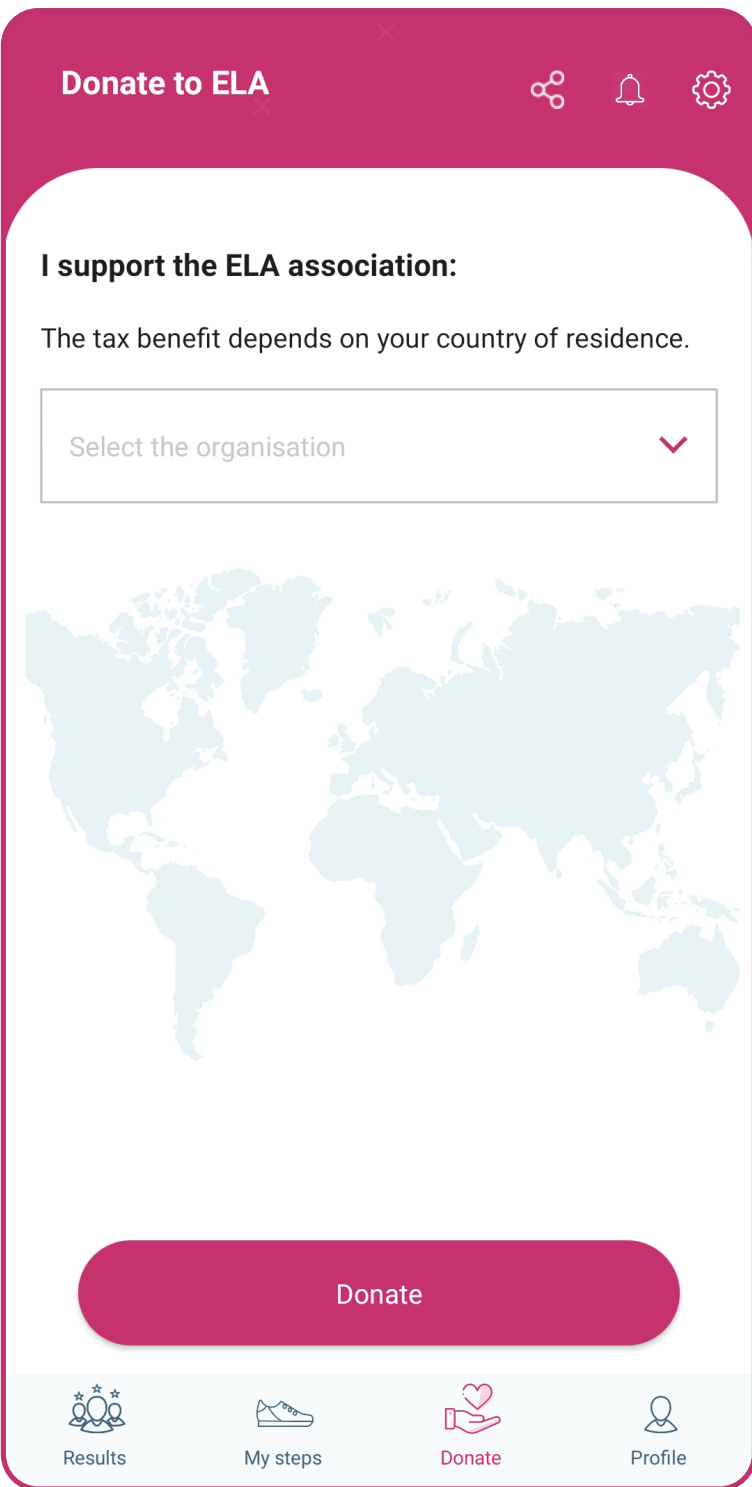 Donate to ELA
I support the ELA association:
The tax benefit depends on your country of residence.
Select the organisation
Donate
Results
My steps
Donate
Profile